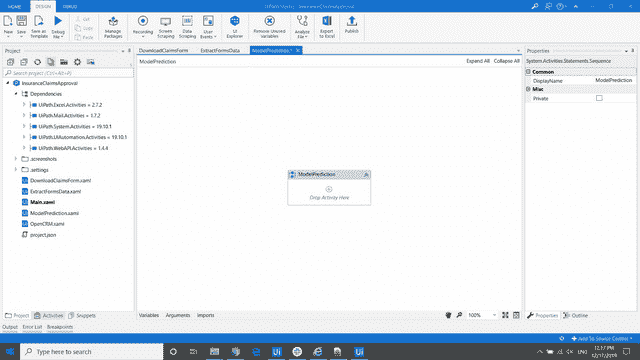 HOME DESIGN DEBUG
New Save Save as Template Debug File Cut Copy Paste Manage Packages Recording Screen Scraping Data Scraping User Events UI Explorer Remove Unused Variables Analyze File Export to Excel Publish
Project
Search project (Ctrl+Alt+F)
InsuranceClaimsApproval
Dependencies
UiPath.Excel.Activities = 2.7.2
UiPath.Mail.Activities = 1.7.2
UiPath.System.Activities = 19.10.1
UiPath.UIAutomation.Activities = 19.10.1
UiPath.WebAPI.Activities = 1.4.4
.screenshots
.settings
DownloadClaimForm.xaml
ExtractFormsData.xaml
Main.xaml
ModelPrediction.xaml
OpenCRM.xaml
project.json
Project Activities Snippets
DownloadClaimForm ExtractFormsData ModelPrediction *
ModelPrediction Expand All Collapse All
ModelPrediction
Drop Activity Here
Variables Arguments Imports 100%
Properties
System.Activities.Statements.Sequence
Common
DisplayName ModelPrediction
Misc
Private
Properties Outline
Output Error List Breakpoints
Add to Source Control
Type here to search
ENG
12:17 PM